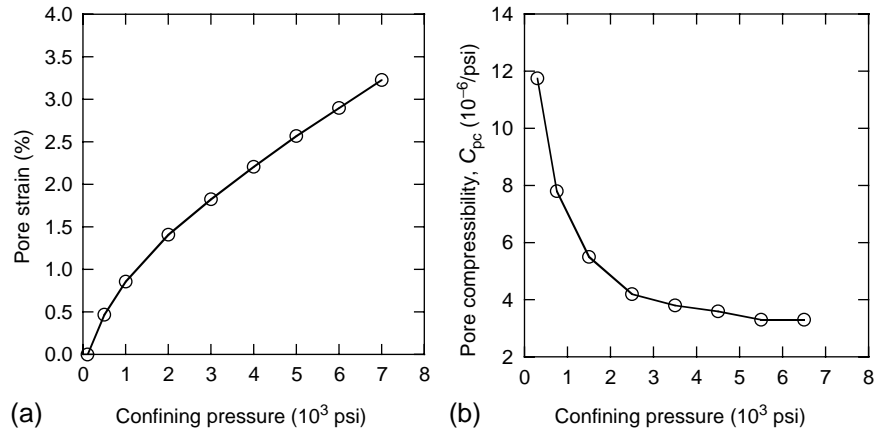 4.0
3.5
3.0
2.5
2.0
1.5
1.0
0.5
0.0
Pore strain (%)
0 1 2 3 4 5 6 7 8
Confining pressure (10³ psi)
(a)
14
12
10
8
6
4
2
Pore compressibility, Cpc (10⁻⁶/psi)
0 1 2 3 4 5 6 7 8
Confining pressure (10³ psi)
(b)